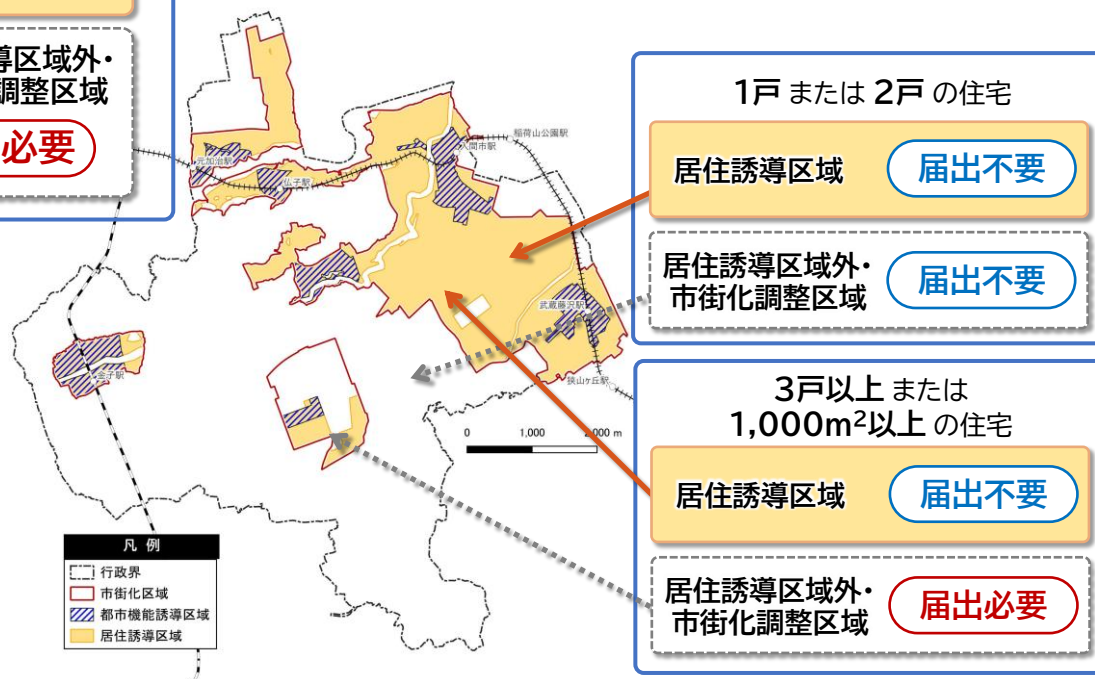 導区域外・
調整区域
必要
1戸 または 2戸 の住宅
居住誘導区域
届出不要
居住誘導区域外・
市街化調整区域
届出不要
3戸以上 または
1,000m²以上 の住宅
居住誘導区域
届出不要
居住誘導区域外・
市街化調整区域
届出必要
稲荷山公園駅
入間市駅
元加治駅
仏子駅
武蔵藤沢駅
狭山ヶ丘駅
金子駅
0 1,000 2,000 m
凡 例
行政界
市街化区域
都市機能誘導区域
居住誘導区域